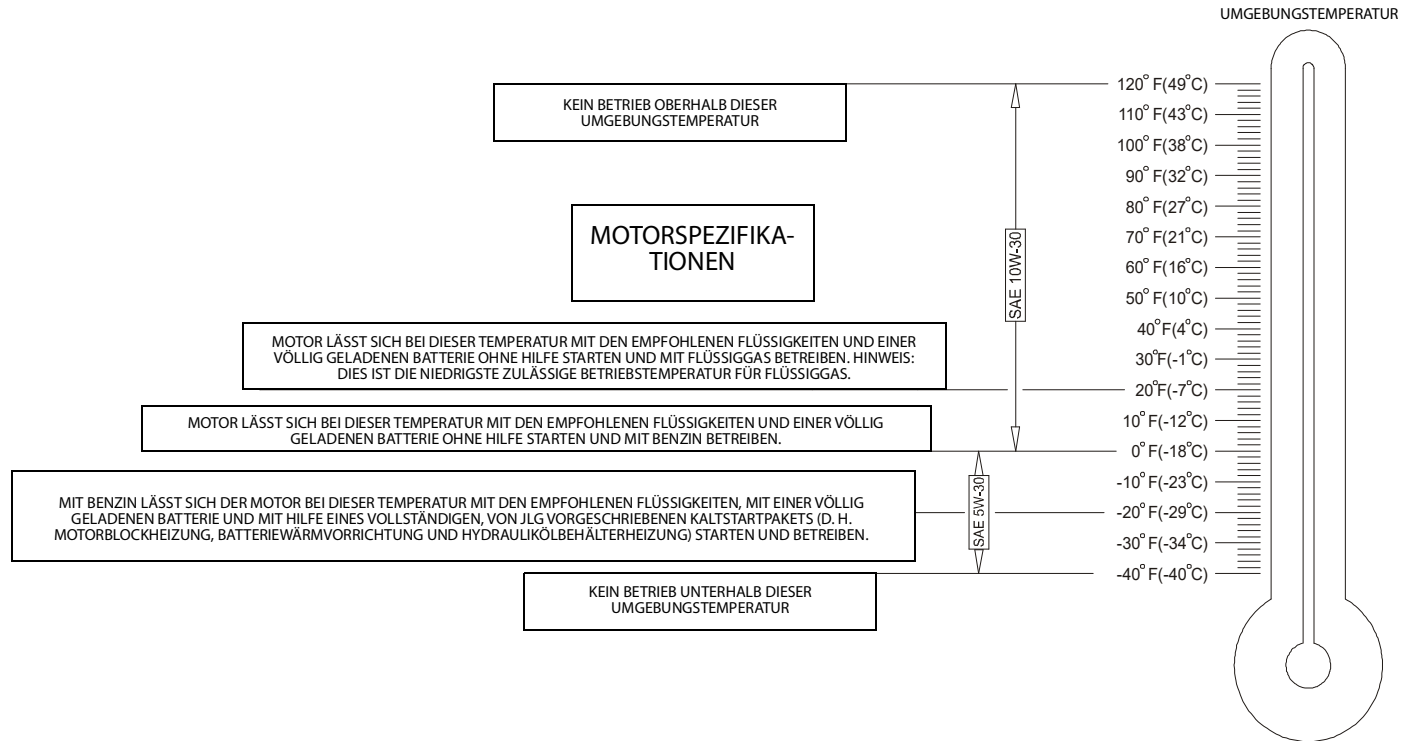 UMGEBUNGSTEMPERATUR
KEIN BETRIEB OBERHALB DIESER
UMGEBUNGSTEMPERATUR
MOTORSPEZIFIKA-
TIONEN
MOTOR LÄSST SICH BEI DIESER TEMPERATUR MIT DEN EMPFOHLENEN FLÜSSIGKEITEN UND EINER
VÖLLIG GELADENEN BATTERIE OHNE HILFE STARTEN UND MIT FLÜSSIGGAS BETREIBEN. HINWEIS:
DIES IST DIE NIEDRIGSTE ZULÄSSIGE BETRIEBSTEMPERATUR FÜR FLÜSSIGGAS.
MOTOR LÄSST SICH BEI DIESER TEMPERATUR MIT DEN EMPFOHLENEN FLÜSSIGKEITEN UND EINER VÖLLIG
GELADENEN BATTERIE OHNE HILFE STARTEN UND MIT BENZIN BETREIBEN.
MIT BENZIN LÄSST SICH DER MOTOR BEI DIESER TEMPERATUR MIT DEN EMPFOHLENEN FLÜSSIGKEITEN, MIT EINER VÖLLIG
GELADENEN BATTERIE UND MIT HILFE EINES VOLLSTÄNDIGEN, VON JLG VORGESCHRIEBENEN KALTSTARTPAKETS (D. H.
MOTORBLOCKHEIZUNG, BATTERIEWÄRMVORRICHTUNG UND HYDRAULIKÖLBEHÄLTERHEIZUNG) STARTEN UND BETREIBEN.
KEIN BETRIEB UNTERHALB DIESER
UMGEBUNGSTEMPERATUR
SAE 10W-30
SAE 5W-30
120° F(49°C)
110° F(43°C)
100° F(38°C)
90° F(32°C)
80° F(27°C)
70° F(21°C)
60° F(16°C)
50° F(10°C)
40°F(4°C)
30°F(-1°C)
20°F(-7°C)
10° F(-12°C)
0° F(-18°C)
-10° F(-23°C)
-20° F(-29°C)
-30° F(-34°C)
-40° F(-40°C)